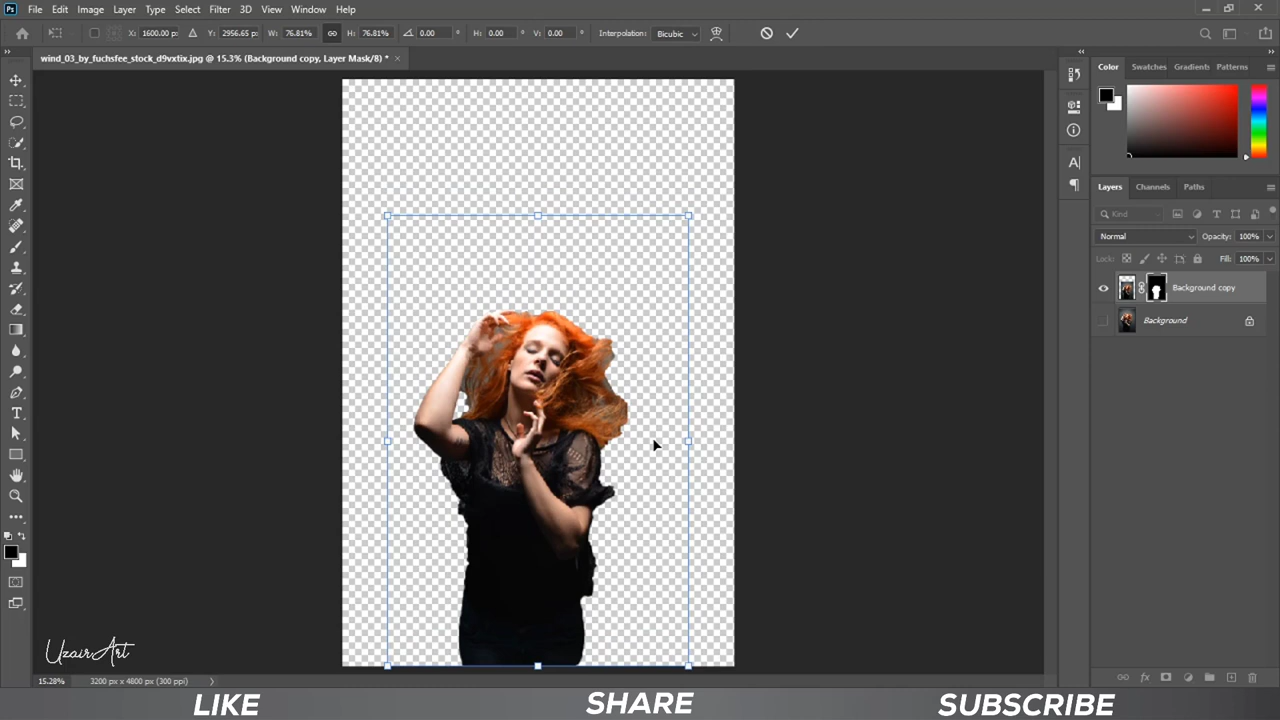 Ps File Edit Image Layer Type Select Filter 3D View Window Help
X: 1600.00 px Y: 2956.65 px W: 76.81% H: 76.81% 0.00 ° H: 0.00 ° V: 0.00 ° Interpolation: Bicubic
wind_03_by_fuchsfee_stock_d9vxtix.jpg @ 15.3% (Background copy, Layer Mask/8) * ×
Color Swatches Gradients Patterns
Layers Channels Paths
Kind
Normal Opacity: 100%
Lock: Fill: 100%
Background copy
Background
UzairArt
15.28% 3200 px x 4800 px (300 ppi)
LIKE SHARE SUBSCRIBE